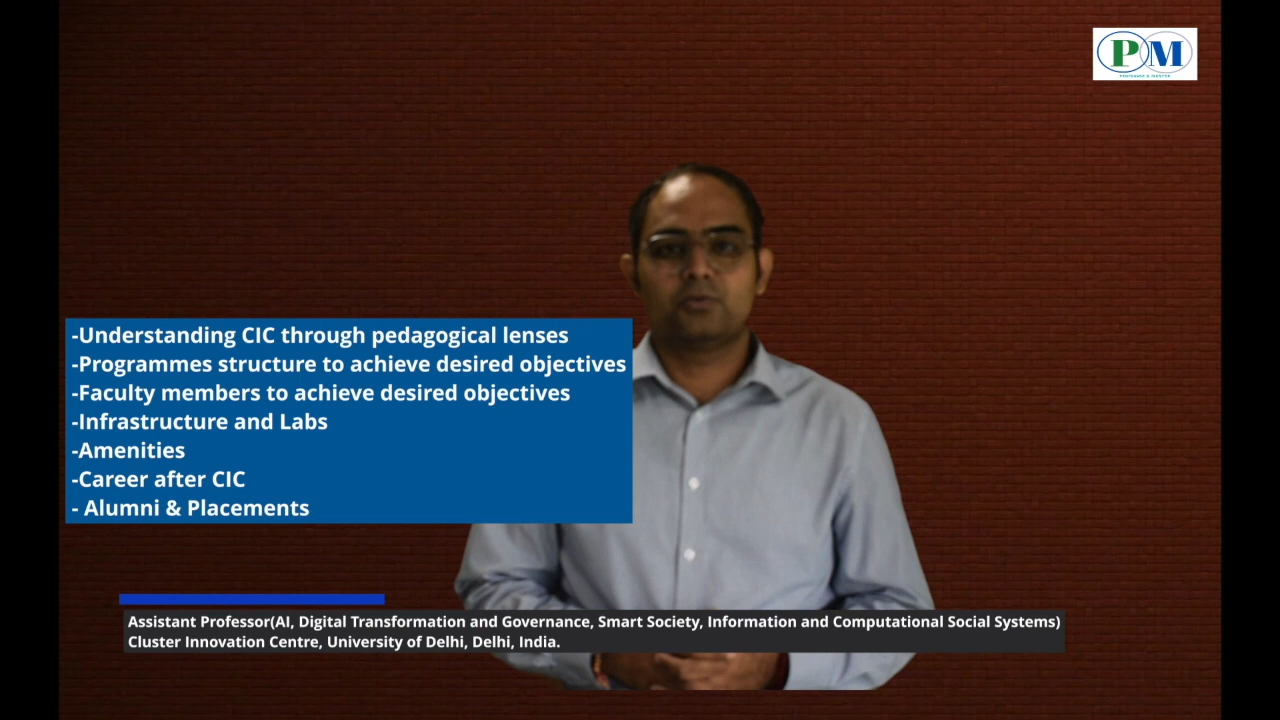 PM
PROFESSOR & MENTOR
-Understanding CIC through pedagogical lenses
-Programmes structure to achieve desired objectives
-Faculty members to achieve desired objectives
-Infrastructure and Labs
-Amenities
-Career after CIC
- Alumni & Placements
Assistant Professor(AI, Digital Transformation and Governance, Smart Society, Information and Computational Social Systems)
Cluster Innovation Centre, University of Delhi, Delhi, India.